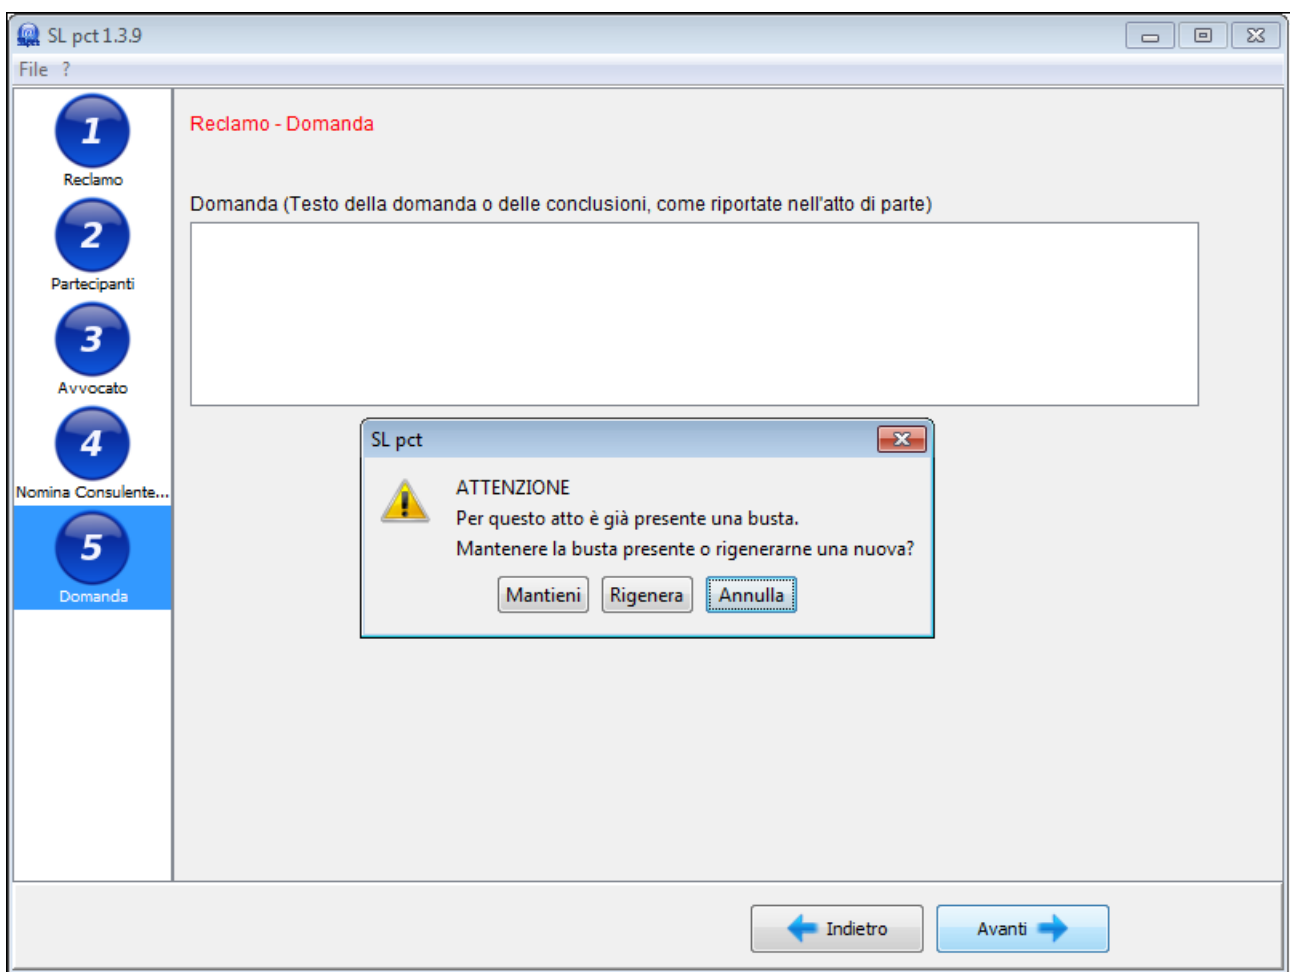 SL pct 1.3.9
File ?
1
Reclamo
2
Partecipanti
3
Avvocato
4
Nomina Consulente...
5
Domanda
Reclamo - Domanda
Domanda (Testo della domanda o delle conclusioni, come riportate nell'atto di parte)
SL pct
ATTENZIONE
Per questo atto è già presente una busta.
Mantenere la busta presente o rigenerarne una nuova?
Mantieni Rigenera Annulla
Indietro Avanti